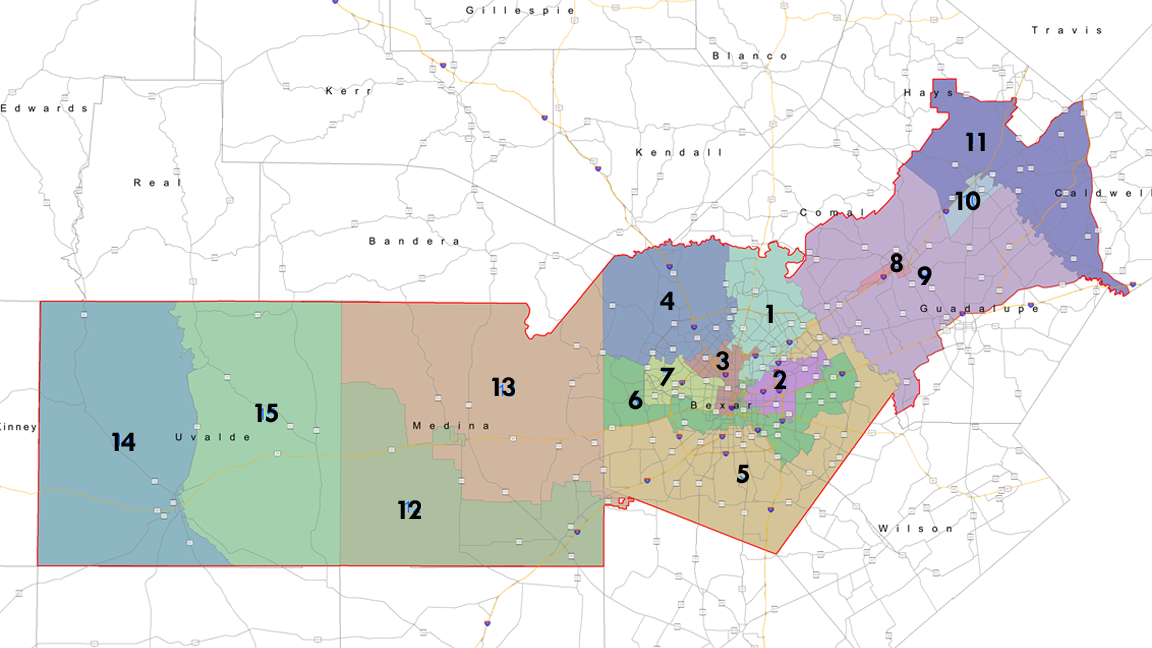 Gillespie
Travis
Blanco
Kerr
Hays
Edwards
11
Kendall
Real
Caldwell
10
Comal
Bandera
8
9
4
Guadalupe
1
3
7
2
13
6
Bexar
15
Medina
Kinney
Uvalde
14
5
12
Wilson